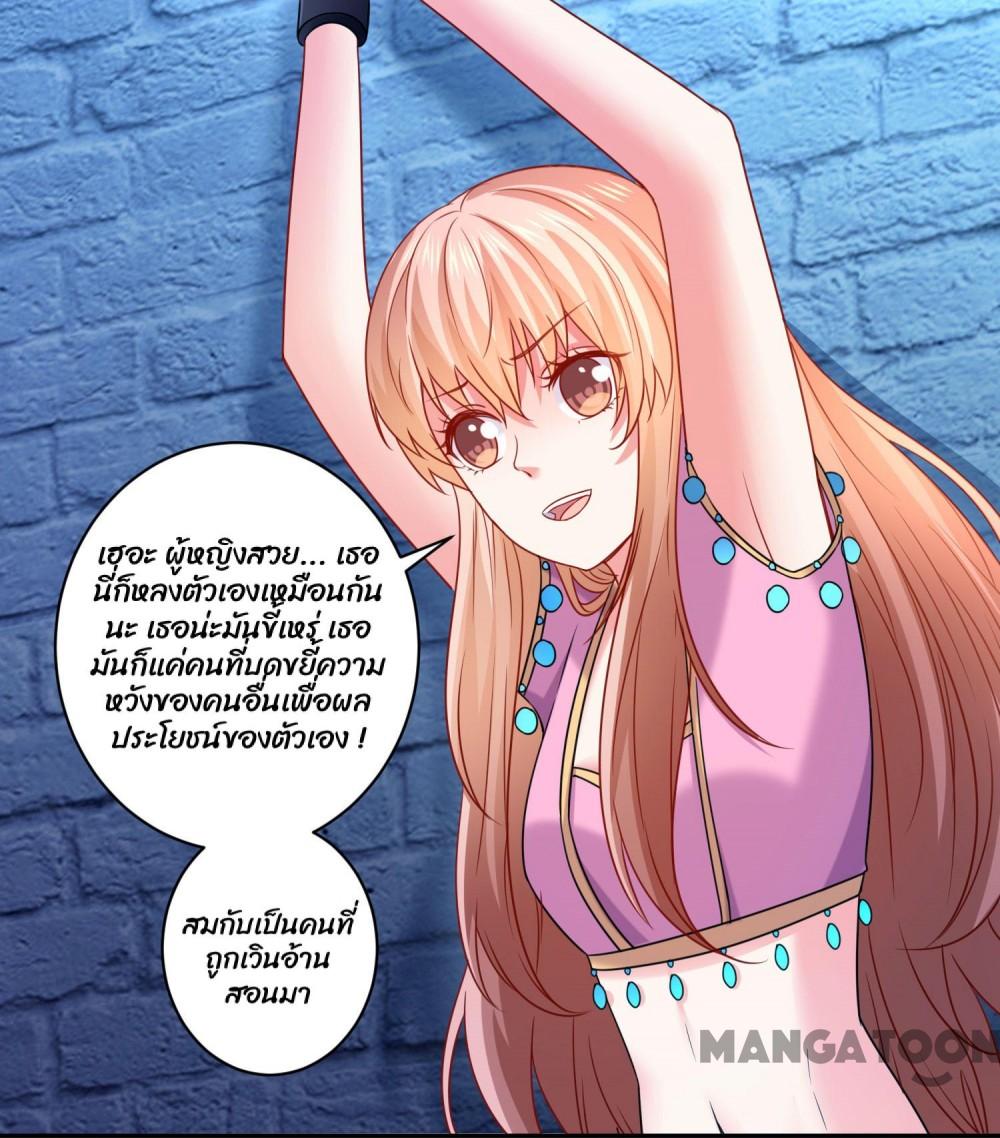 เฮอะ ผู้หญิงสวย... เธอ
นี่ก็หลงตัวเองเหมือนกัน
นะ เธอน่ะมันขี้เหร่ เธอ
มันก็แค่คนที่บดขยี้ความ
หวังของคนอื่นเพื่อผล
ประโยชน์ของตัวเอง !
สมกับเป็นคนที่
ถูกเวินอ้าน
สอนมา
MANGATOON